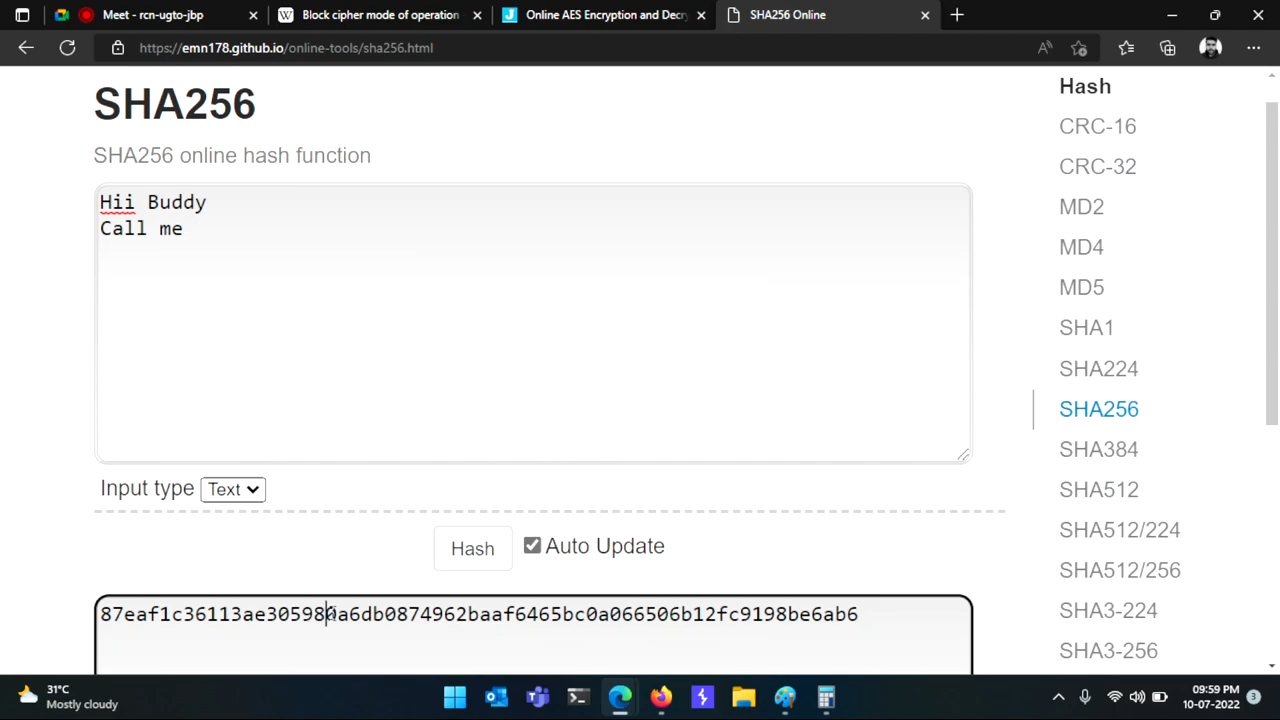 Meet - rcn-ugto-jbp
Block cipher mode of operation
Online AES Encryption and Decr
SHA256 Online
https://emn178.github.io/online-tools/sha256.html
SHA256
SHA256 online hash function
Hii Buddy
Call me
Input type Text
Hash Auto Update
87eaf1c36113ae305980a6db0874962baaf6465bc0a066506b12fc9198be6ab6
Hash
CRC-16
CRC-32
MD2
MD4
MD5
SHA1
SHA224
SHA256
SHA384
SHA512
SHA512/224
SHA512/256
SHA3-224
SHA3-256
31°C
Mostly cloudy
09:59 PM
10-07-2022
3